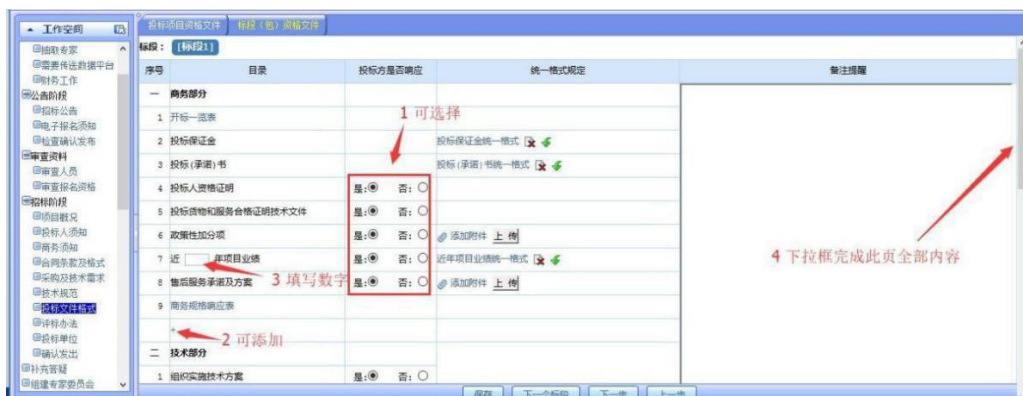 工作空间
抽取专家
需要传送数据平台
财务工作
公告阶段
招标公告
电子报名须知
检查确认发布
审查资料
审查人员
审查报名资格
招标阶段
项目概况
投标人须知
商务须知
合同条款及格式
采购及技术需求
技术规范
投标文件格式
评标办法
投标单位
确认发出
补充答疑
组建专家委员会
投标项目资格文件 标段（包）资格文件
标段： [标段1]
序号 目录 投标方是否响应 统一格式规定 备注提醒
一 商务部分
1 开标一览表
1 可选择
2 投标保证金 投标保证金统一格式
3 投标(承诺)书 投标(承诺)书统一格式
4 投标人资格证明 是: 否:
5 投标货物和服务合格证明技术文件 是: 否:
6 政策性加分项 是: 否: 添加附件 上传
4 下拉框完成此页全部内容
7 近 年项目业绩 是: 否: 近年项目业绩统一格式
3 填写数字
8 售后服务承诺及方案 是: 否: 添加附件 上传
9 商务规格响应表
+
2 可添加
二 技术部分
1 组织实施技术方案 是: 否:
保存 下一个标段 下一步 上一步